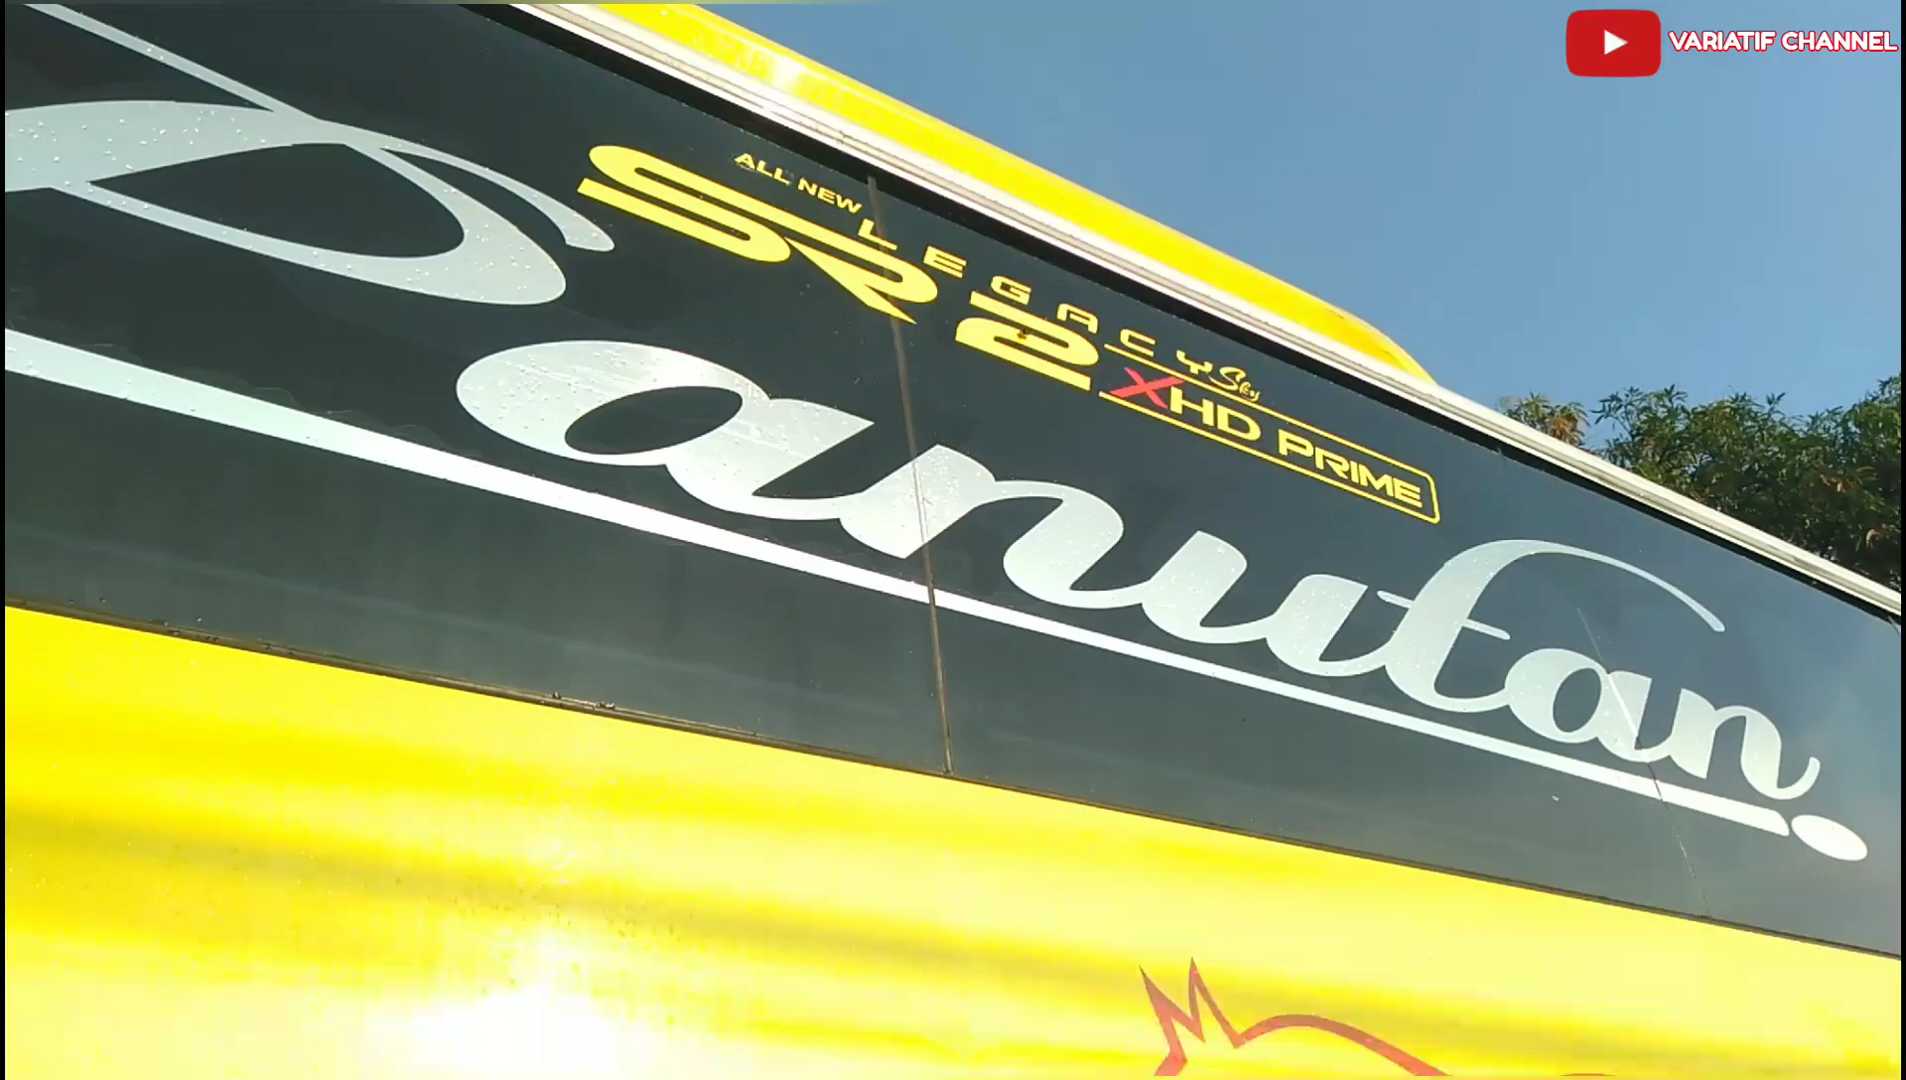 VARIATIF CHANNEL
ALL NEW LEGACY Sky
SR2 XHD PRIME
Panutan